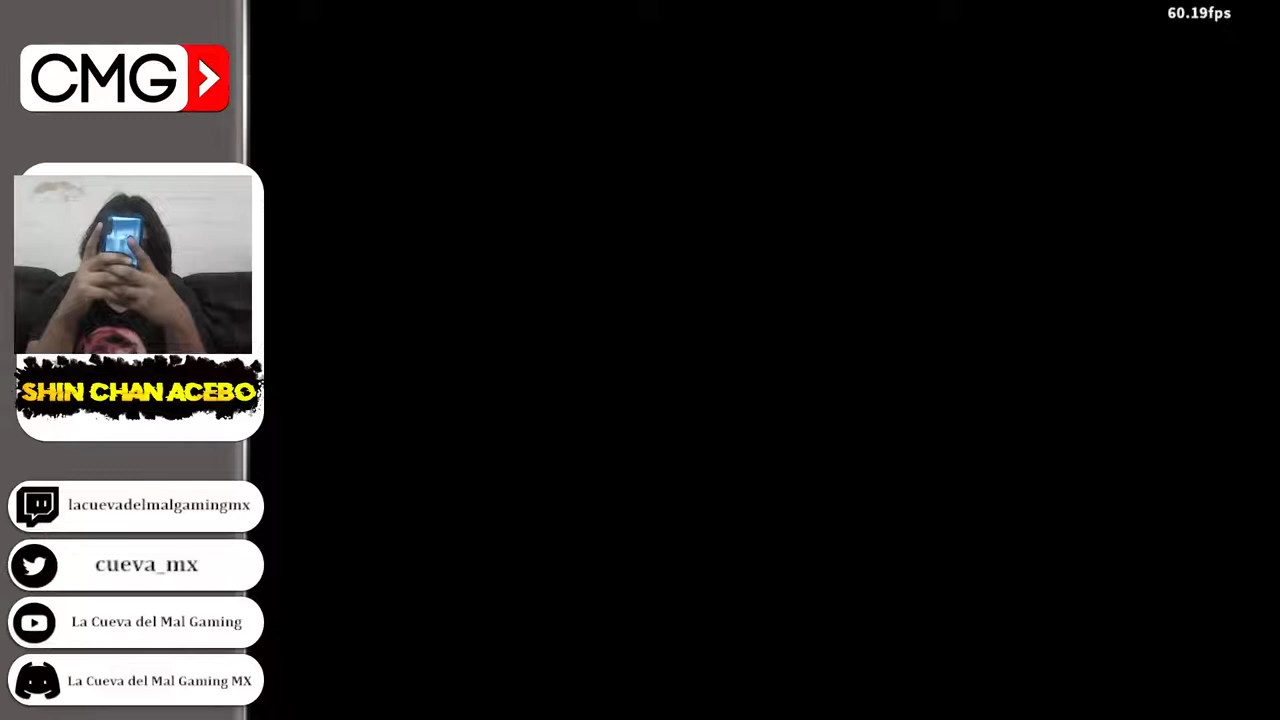 60.19fps
CMG
SHIN CHAN ACEBO
lacuevadelmalgamingmx
cueva_mx
La Cueva del Mal Gaming
La Cueva del Mal Gaming MX